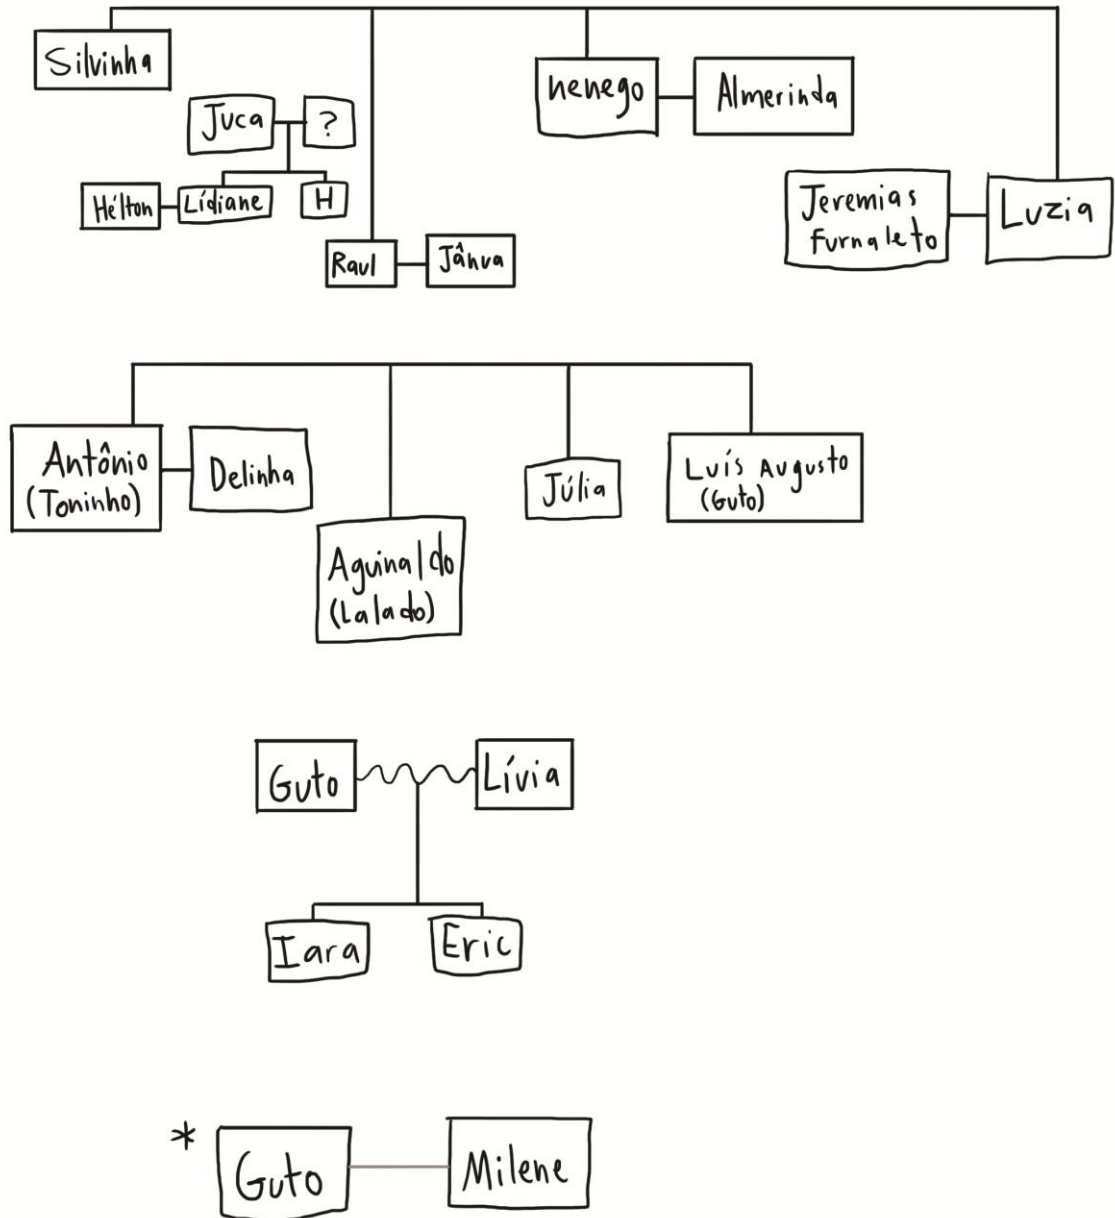 Silvinha
nenego
Almerinda
Juca
?
Hélton
Lídiane
H
Jeremias
Furnaleto
Luzia
Raul
Jânua
Antônio
(Toninho)
Delinha
Júlia
Luís Augusto
(Guto)
Aguinaldo
(Lalado)
Guto
Lívia
Iara
Eric
*
Guto
Milene